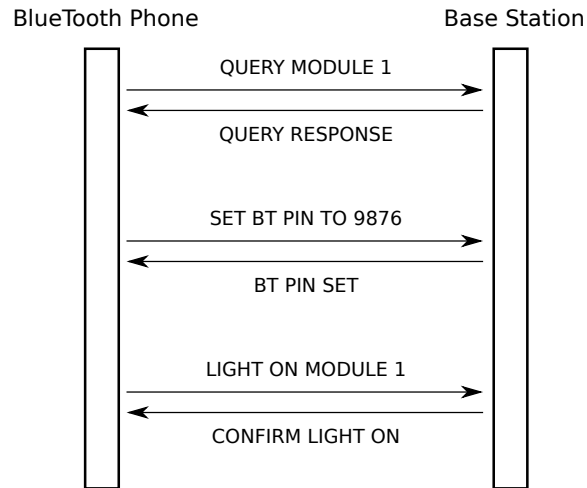 BlueTooth Phone
Base Station
QUERY MODULE 1
QUERY RESPONSE
SET BT PIN TO 9876
BT PIN SET
LIGHT ON MODULE 1
CONFIRM LIGHT ON